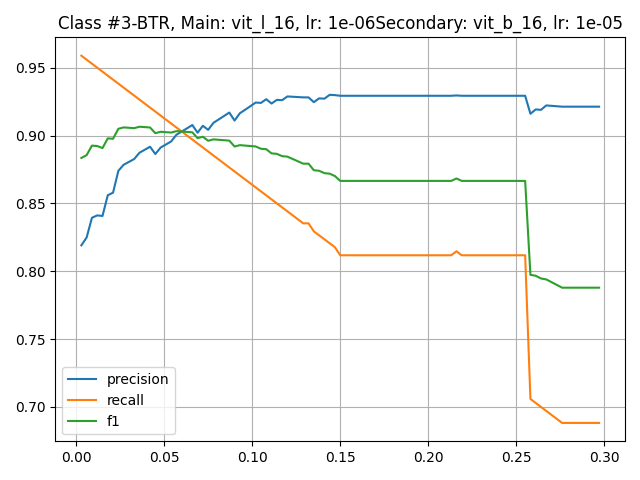 Class #3-BTR, Main: vit_l_16, lr: 1e-06Secondary: vit_b_16, lr: 1e-05
0.95
0.90
0.85
0.80
0.75
0.70
precision
recall
f1
0.00 0.05 0.10 0.15 0.20 0.25 0.30